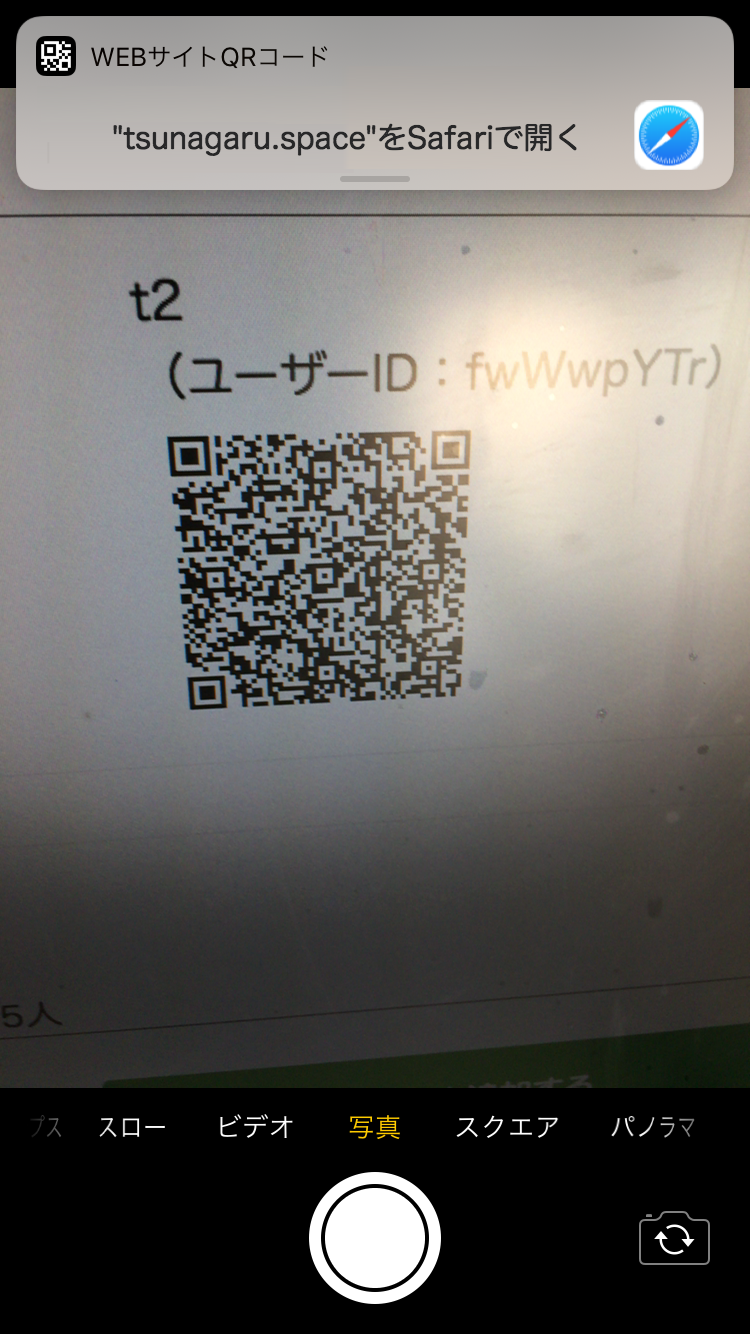 WEBサイトQRコード
"tsunagaru.space"をSafariで開く
t2
（ユーザーID：fwWwpYTr）
5人
スロー
ビデオ
写真
スクエア
パノラマ